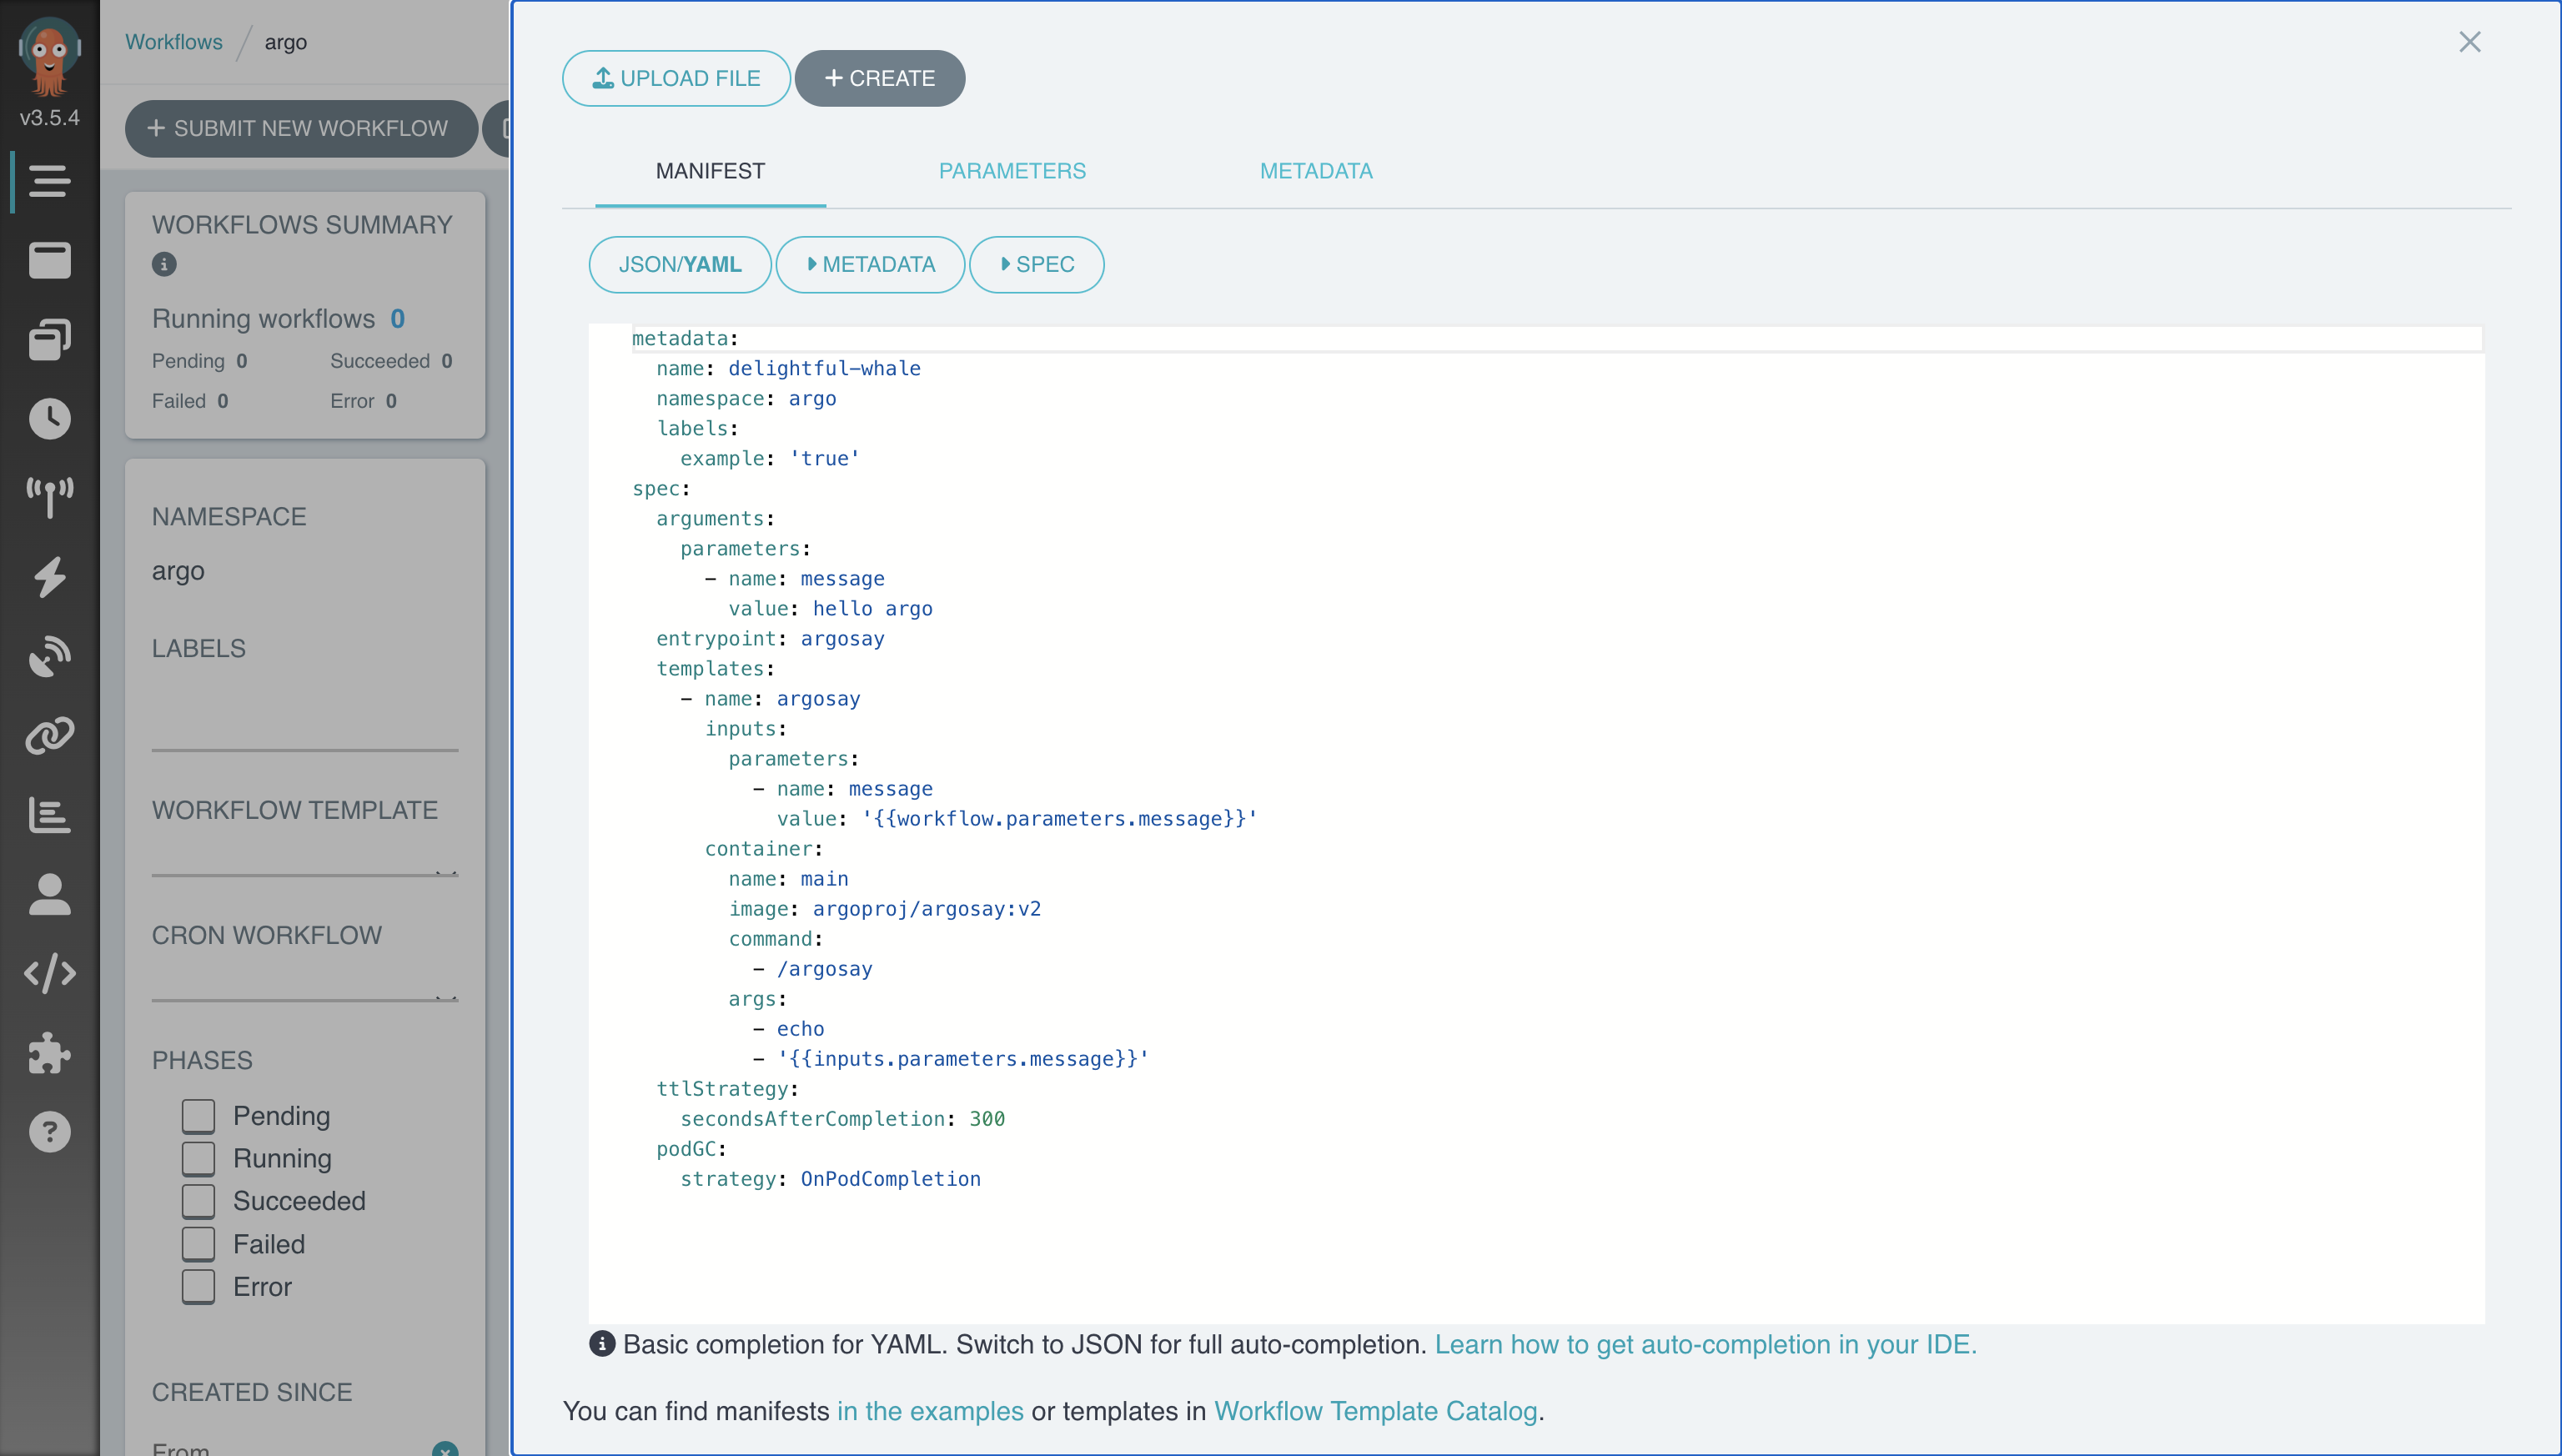 v3.5.4
Workflows / argo
SUBMIT NEW WORKFLOW
WORKFLOWS SUMMARY
Running workflows 0
Pending 0 Succeeded 0
Failed 0 Error 0
NAMESPACE
argo
LABELS
WORKFLOW TEMPLATE
CRON WORKFLOW
PHASES
Pending
Running
Succeeded
Failed
Error
CREATED SINCE
From
UPLOAD FILE + CREATE
MANIFEST PARAMETERS METADATA
JSON/YAML METADATA SPEC
metadata:
  name: delightful-whale
  namespace: argo
  labels:
    example: 'true'
spec:
  arguments:
    parameters:
      - name: message
        value: hello argo
  entrypoint: argosay
  templates:
    - name: argosay
      inputs:
        parameters:
          - name: message
            value: '{{workflow.parameters.message}}'
      container:
        name: main
        image: argoproj/argosay:v2
        command:
          - /argosay
        args:
          - echo
          - '{{inputs.parameters.message}}'
  ttlStrategy:
    secondsAfterCompletion: 300
  podGC:
    strategy: OnPodCompletion
Basic completion for YAML. Switch to JSON for full auto-completion. Learn how to get auto-completion in your IDE.
You can find manifests in the examples or templates in Workflow Template Catalog.